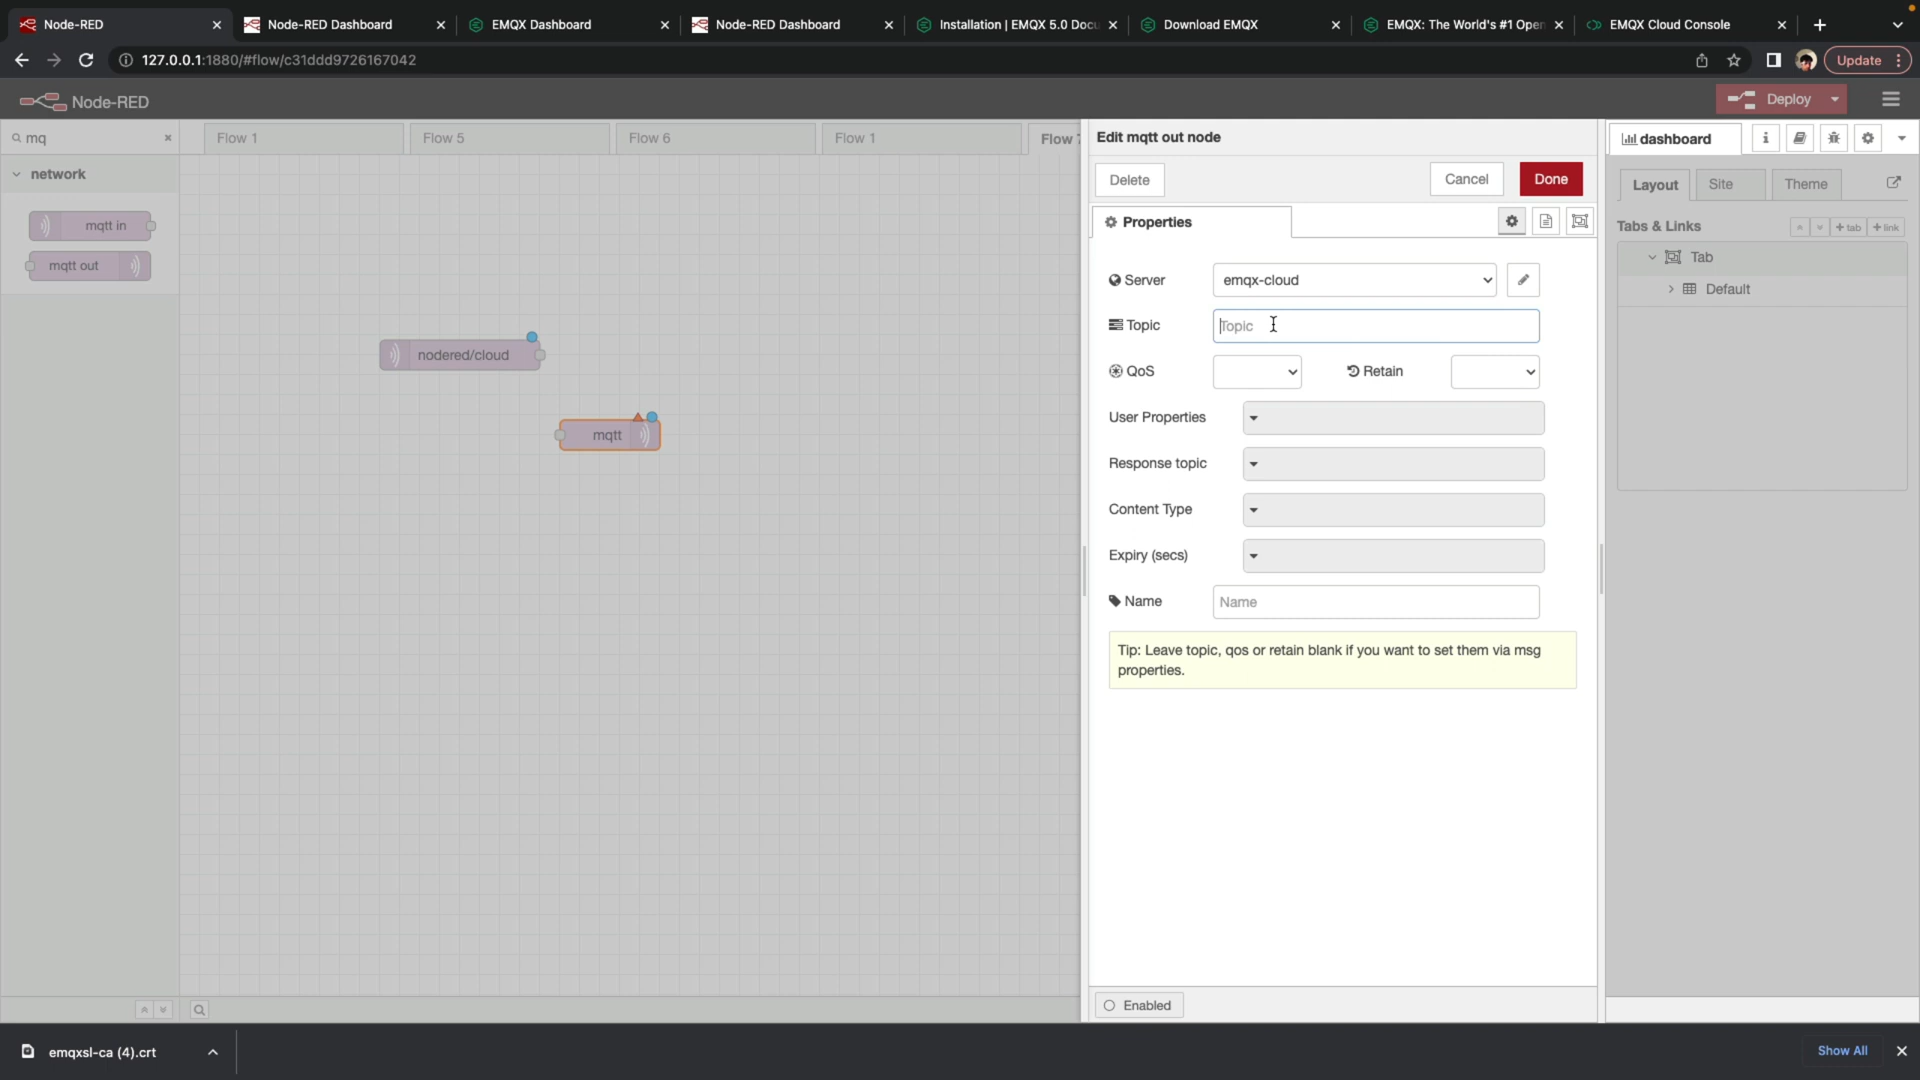 Node-RED
Node-RED Dashboard
EMQX Dashboard
Node-RED Dashboard
Installation | EMQX 5.0 Docu
Download EMQX
EMQX: The World's #1 Open
EMQX Cloud Console
127.0.0.1:1880/#flow/c31ddd9726167042
Update
Node-RED
Deploy
mq
Flow 1
Flow 5
Flow 6
Flow 1
Flow 7
Edit mqtt out node
dashboard
network
Delete
Cancel
Done
Layout
Site
Theme
mqtt in
mqtt out
Properties
Tabs & Links
+ tab
+ link
Tab
Default
Server
emqx-cloud
Topic
Topic
QoS
Retain
User Properties
Response topic
Content Type
Expiry (secs)
Name
Name
Tip: Leave topic, qos or retain blank if you want to set them via msg
properties.
nodered/cloud
mqtt
Enabled
emqxsl-ca (4).crt
Show All